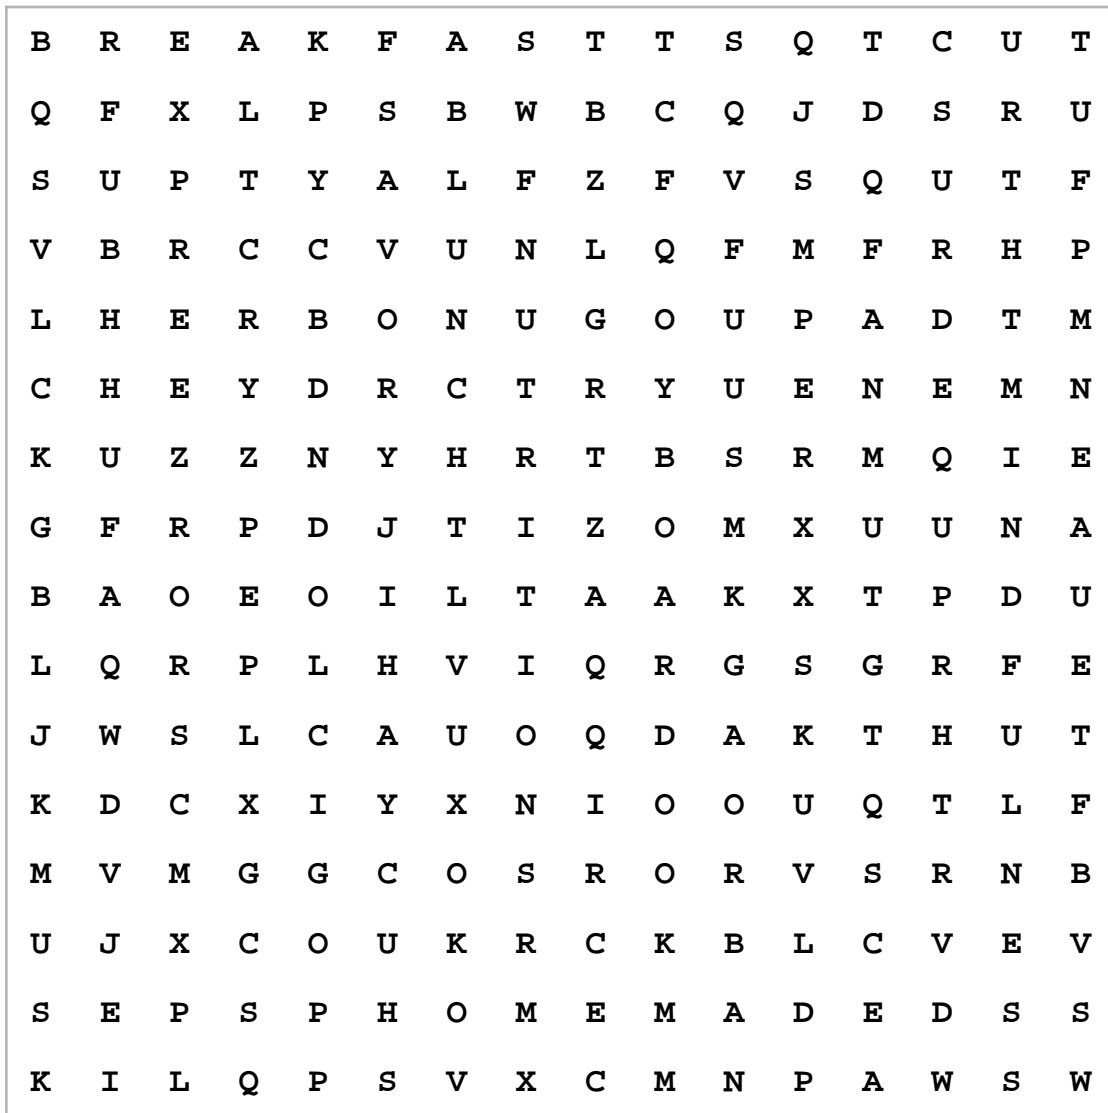 B R E A K F A S T T S Q T C U T
Q F X L P S B W B C Q J D S R U
S U P T Y A L F Z F V S Q U T F
V B R C C V U N L Q F M F R H P
L H E R B O N U G O U P A D T M
C H E Y D R C T R Y U E N E M N
K U Z Z N Y H R T B S R M Q I E
G F R P D J T I Z O M X U U N A
B A O E O I L T A A K X T P D U
L Q R P L H V I Q R G S G R F E
J W S L C A U O Q D A K T H U T
K D C X I Y X N I O O U Q T L F
M V M G G C O S R O R V S R N B
U J X C O U K R C K B L C V E V
S E P S P H O M E M A D E D S S
K I L Q P S V X C M N P A W S W